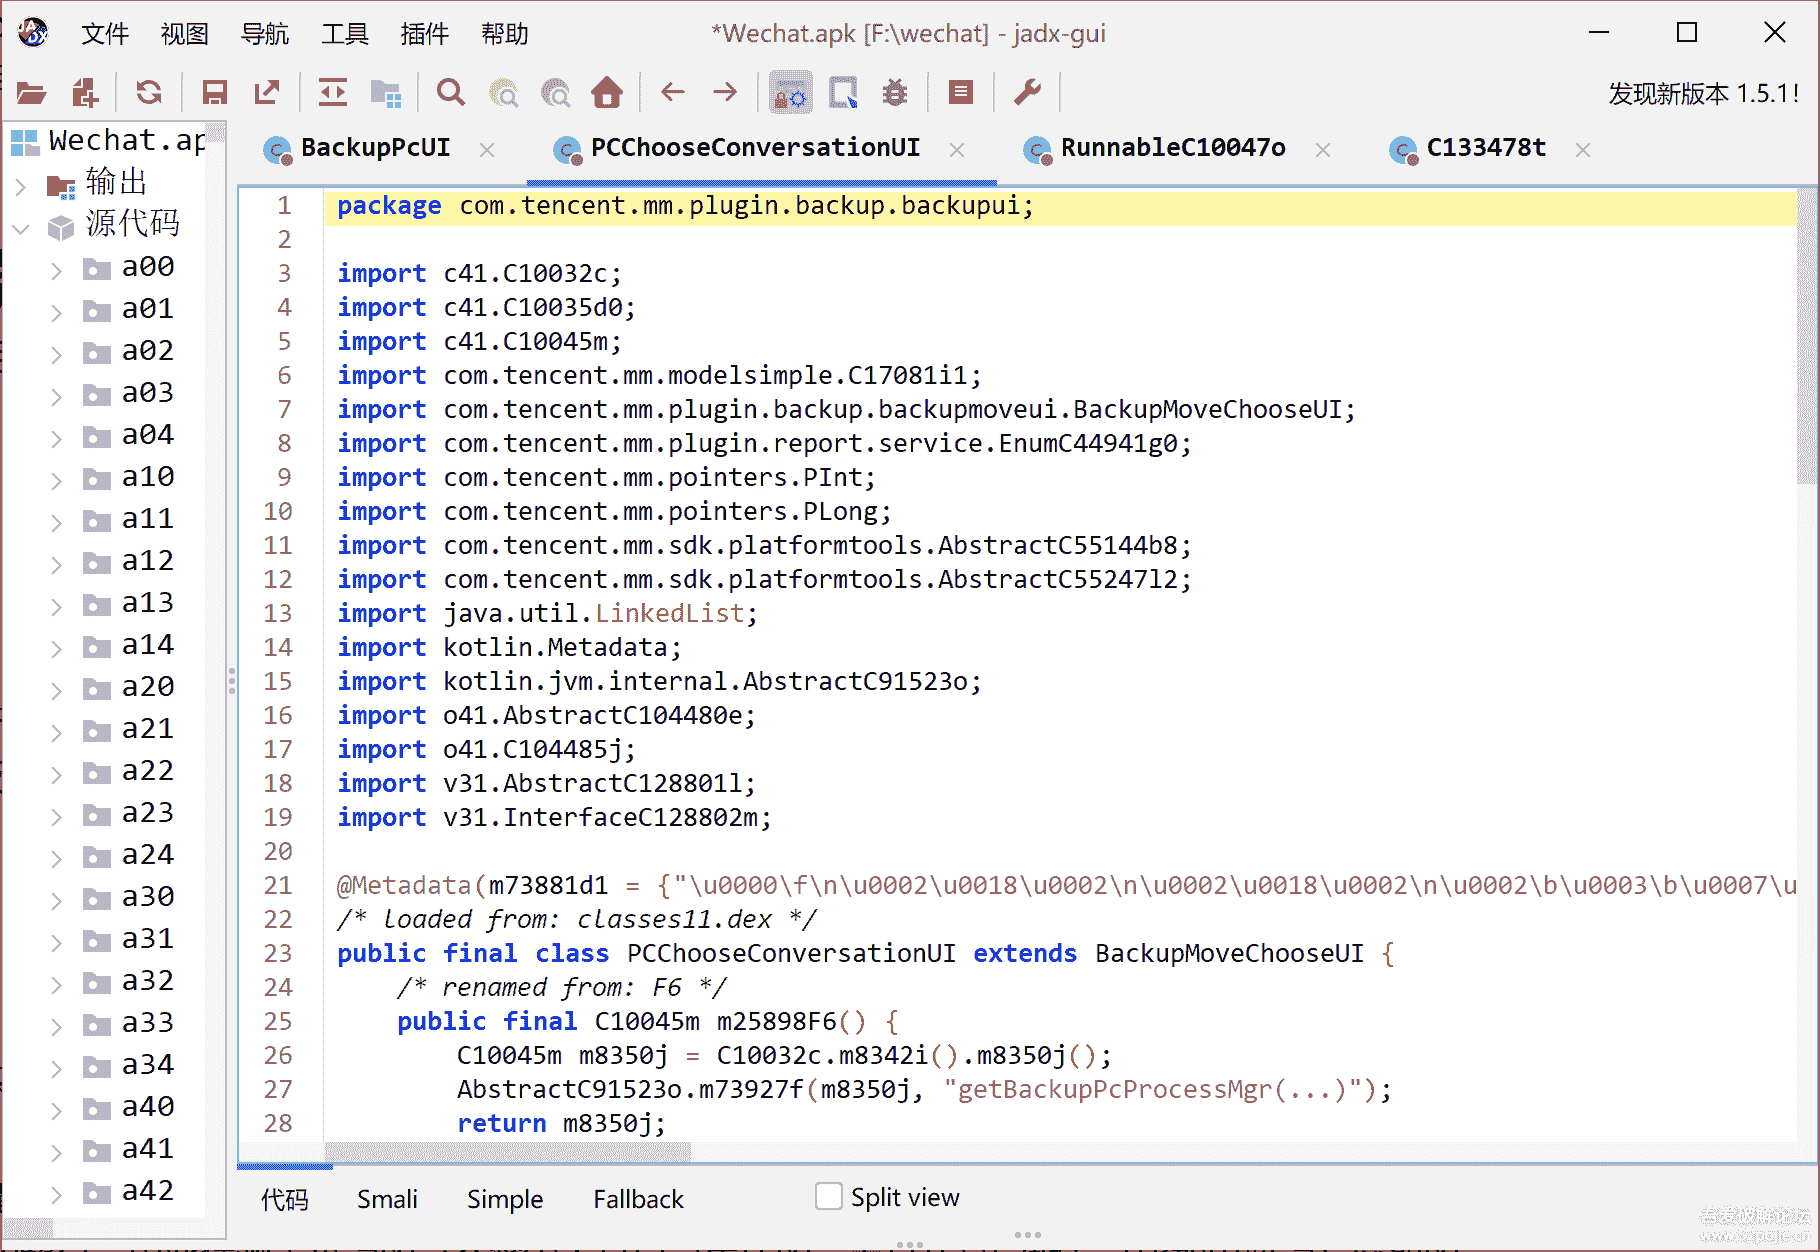 文件 视图 导航 工具 插件 帮助 *Wechat.apk [F:\wechat] - jadx-gui
发现新版本 1.5.1!
Wechat.ap
输出
源代码
a00
a01
a02
a03
a04
a10
a11
a12
a13
a14
a20
a21
a22
a23
a24
a30
a31
a32
a33
a34
a40
a41
a42
BackupPcUI PCChooseConversationUI RunnableC10047o C133478t
1 package com.tencent.mm.plugin.backup.backupui;
2
3 import c41.C10032c;
4 import c41.C10035d0;
5 import c41.C10045m;
6 import com.tencent.mm.modelsimple.C17081i1;
7 import com.tencent.mm.plugin.backup.backupmoveui.BackupMoveChooseUI;
8 import com.tencent.mm.plugin.report.service.EnumC44941g0;
9 import com.tencent.mm.pointers.PInt;
10 import com.tencent.mm.pointers.PLong;
11 import com.tencent.mm.sdk.platformtools.AbstractC55144b8;
12 import com.tencent.mm.sdk.platformtools.AbstractC55247l2;
13 import java.util.LinkedList;
14 import kotlin.Metadata;
15 import kotlin.jvm.internal.AbstractC91523o;
16 import o41.AbstractC104480e;
17 import o41.C104485j;
18 import v31.AbstractC128801l;
19 import v31.InterfaceC128802m;
20
21 @Metadata(m73881d1 = {"\u0000\f\n\u0002\u0018\u0002\n\u0002\u0018\u0002\n\u0002\b\u0003\b\u0007\u
22 /* loaded from: classes11.dex */
23 public final class PCChooseConversationUI extends BackupMoveChooseUI {
24 /* renamed from: F6 */
25 public final C10045m m25898F6() {
26 C10045m m8350j = C10032c.m8342i().m8350j();
27 AbstractC91523o.m73927f(m8350j, "getBackupPcProcessMgr(...)");
28 return m8350j;
代码 Smali Simple Fallback Split view
吾爱破解论坛
www.52pojie.cn